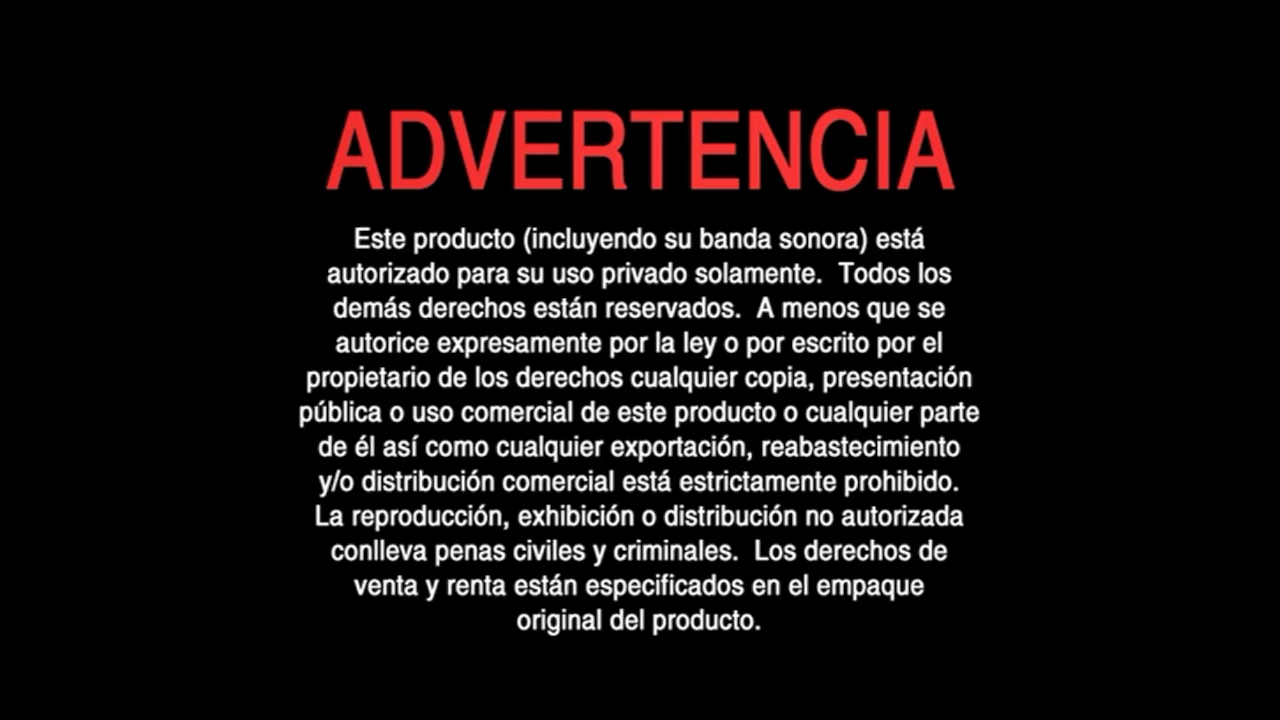 ADVERTENCIA
Este producto (incluyendo su banda sonora) está
autorizado para su uso privado solamente.  Todos los
demás derechos están reservados.  A menos que se
autorice expresamente por la ley o por escrito por el
propietario de los derechos cualquier copia, presentación
pública o uso comercial de este producto o cualquier parte
de él así como cualquier exportación, reabastecimiento
y/o distribución comercial está estrictamente prohibido.
La reproducción, exhibición o distribución no autorizada
conlleva penas civiles y criminales.  Los derechos de
venta y renta están especificados en el empaque
original del producto.